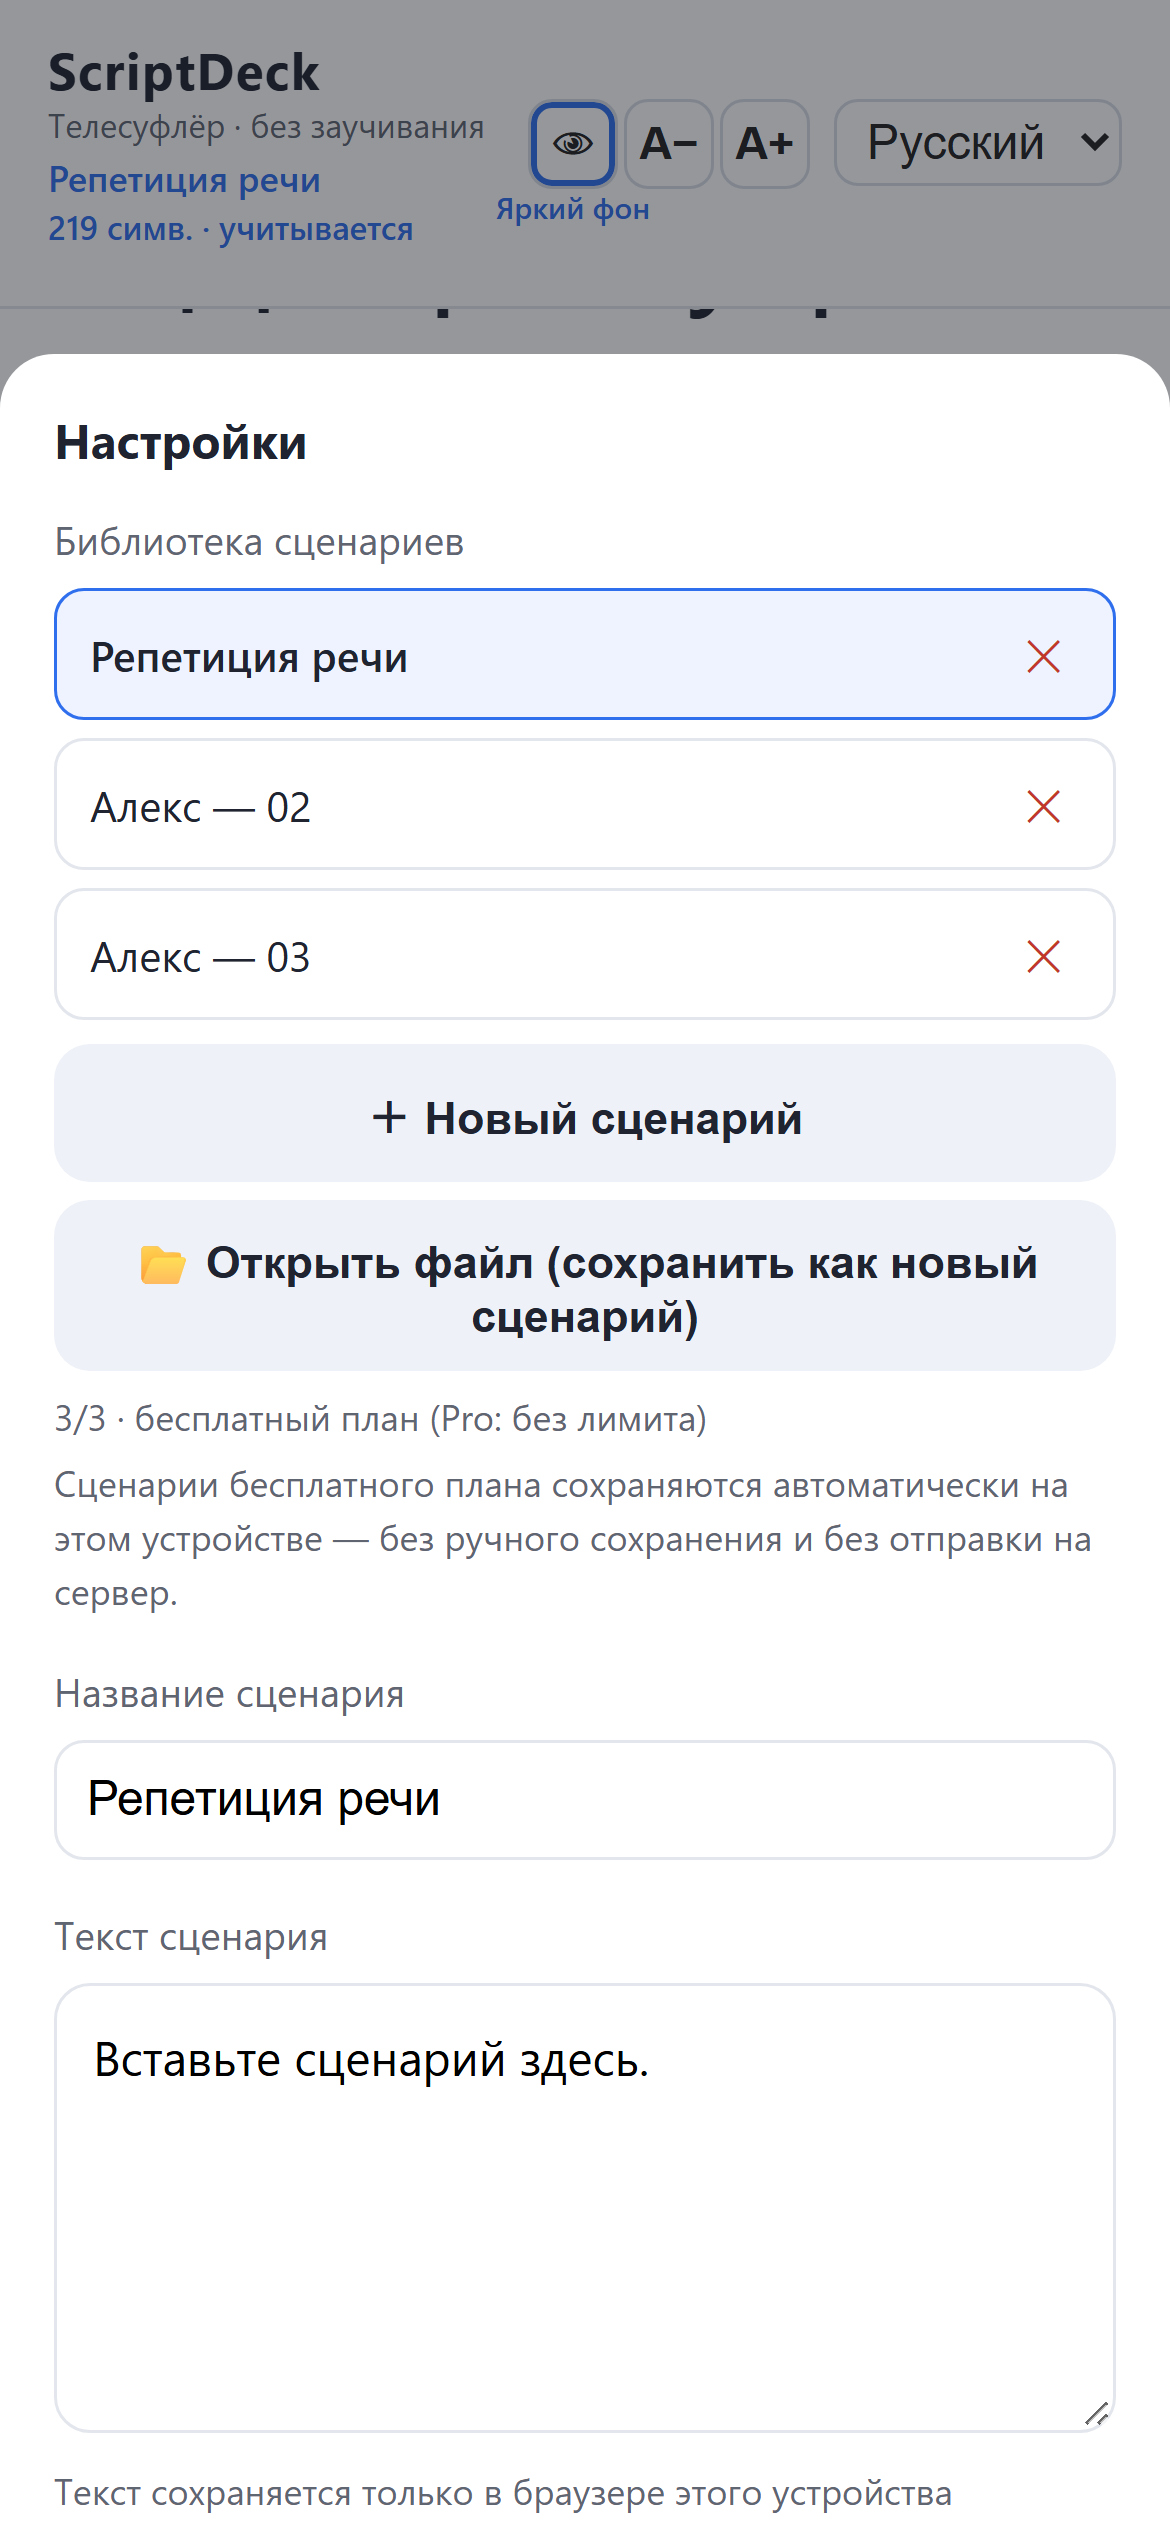 ScriptDeck
Телесуфлёр · без заучивания
Репетиция речи
219 симв. · учитывается
A−
A+
Русский
Яркий фон
Настройки
Библиотека сценариев
Репетиция речи
Алекс — 02
Алекс — 03
+ Новый сценарий
Открыть файл (сохранить как новый
сценарий)
3/3 · бесплатный план (Pro: без лимита)
Сценарии бесплатного плана сохраняются автоматически на
этом устройстве — без ручного сохранения и без отправки на
сервер.
Название сценария
Репетиция речи
Текст сценария
Вставьте сценарий здесь.
Текст сохраняется только в браузере этого устройства